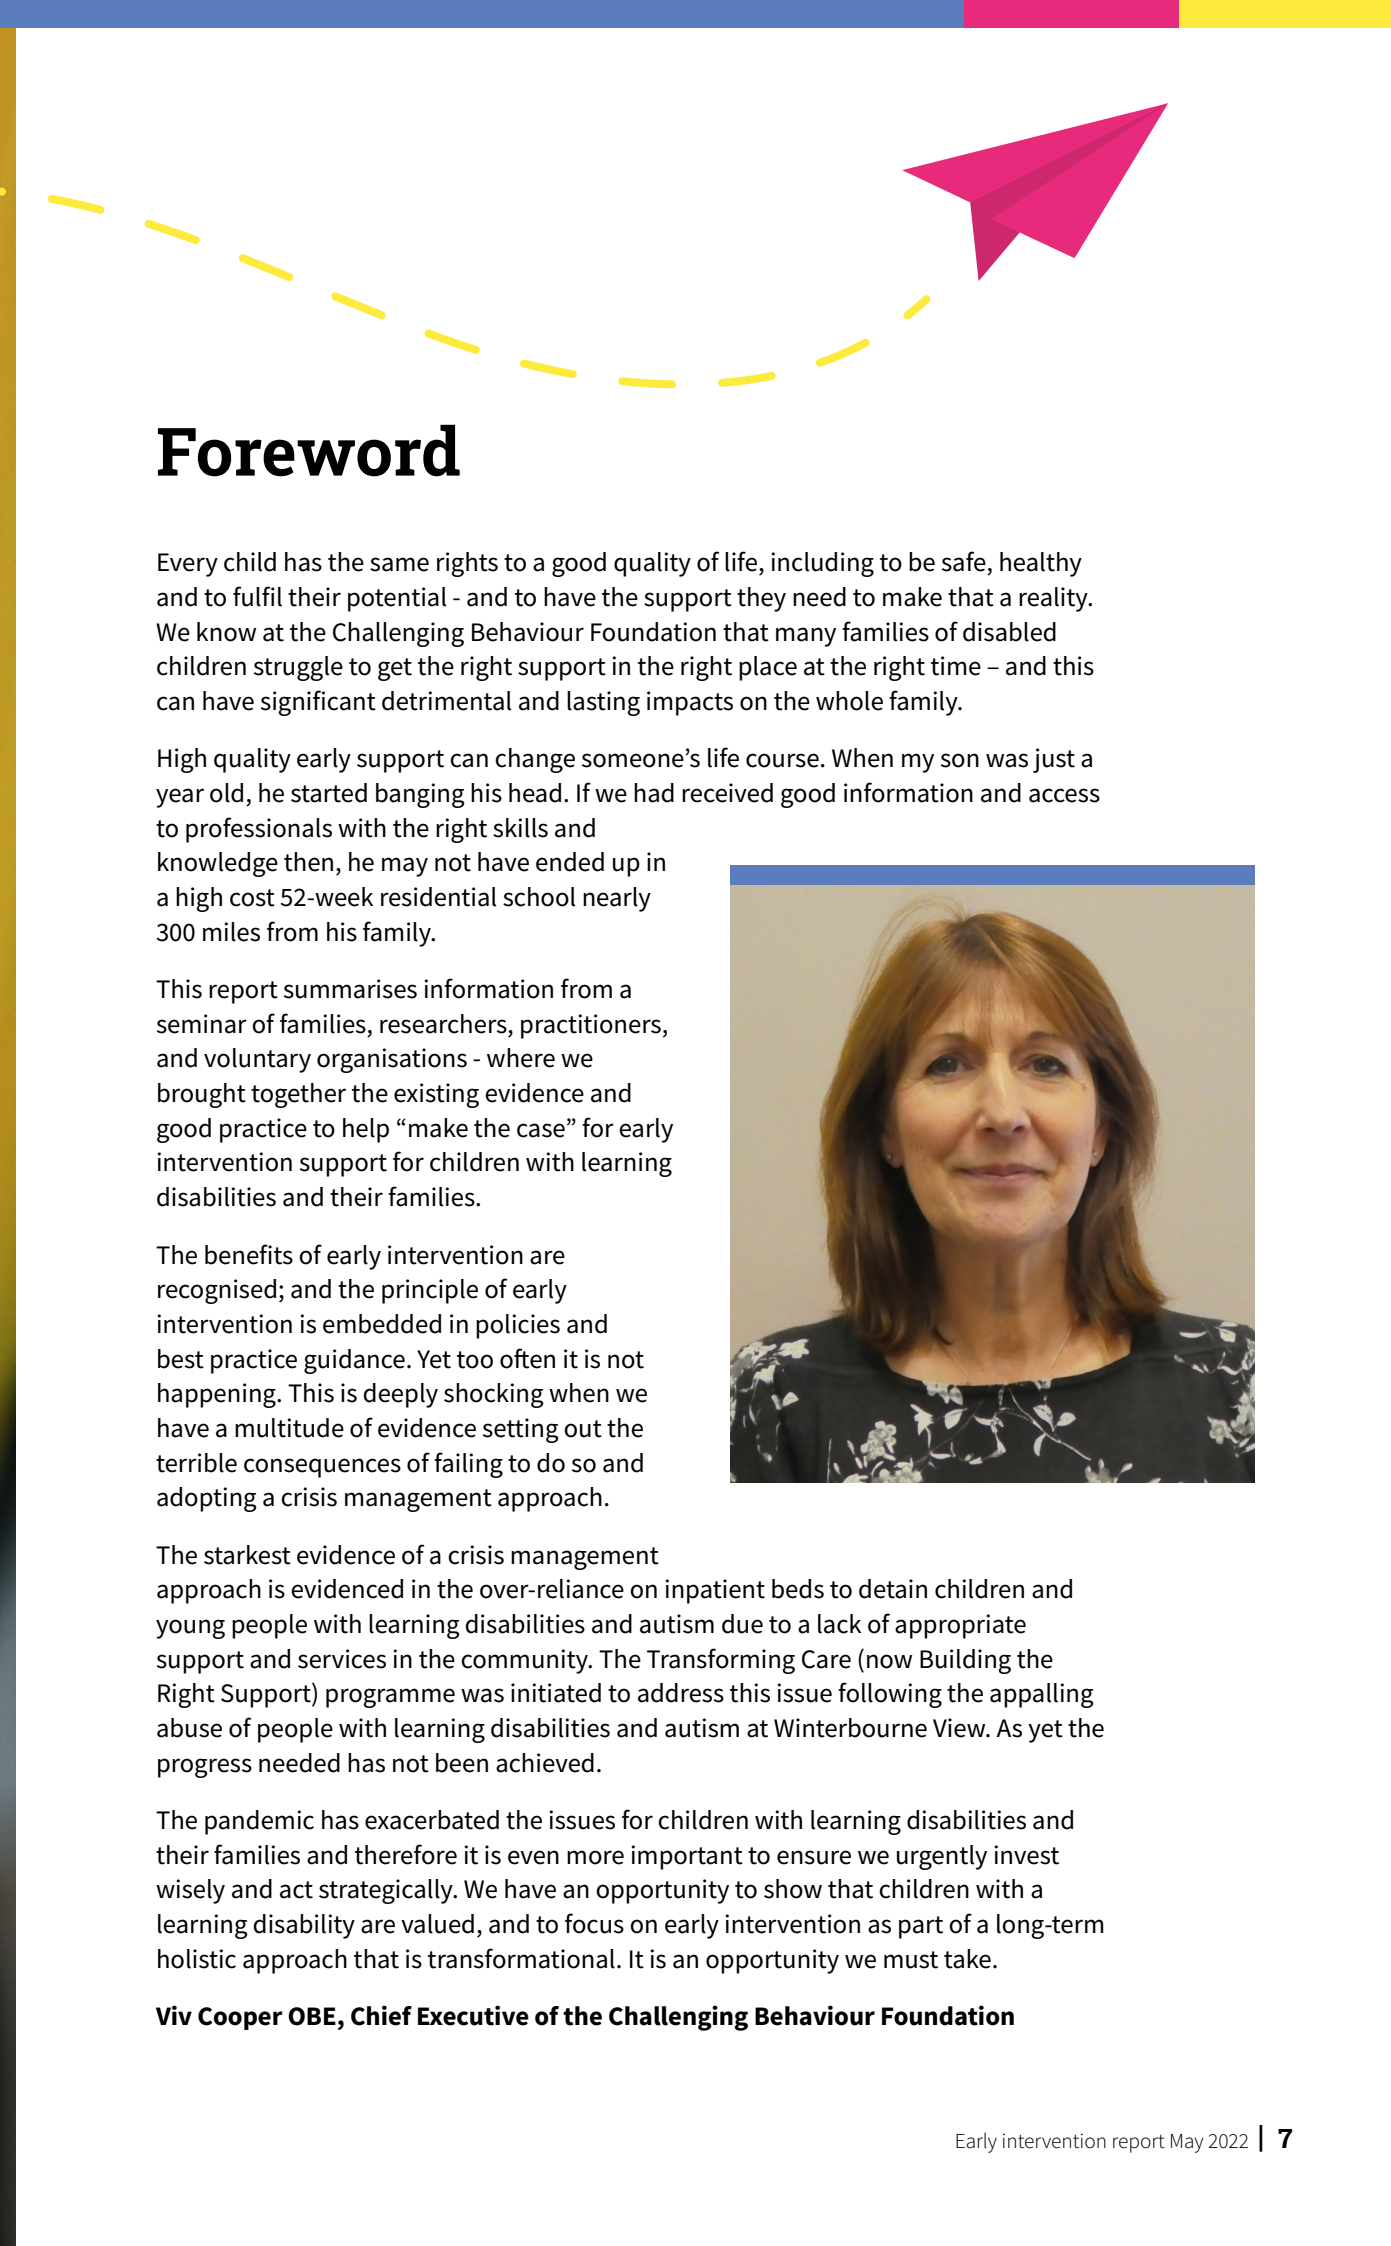 Foreword
Every child has the same rights to a good quality of life, including to be safe, healthy
and to fulfil their potential - and to have the support they need to make that a reality.
We know at the Challenging Behaviour Foundation that many families of disabled
children struggle to get the right support in the right place at the right time – and this
can have significant detrimental and lasting impacts on the whole family.
High quality early support can change someone’s life course. When my son was just a
year old, he started banging his head. If we had received good information and access
to professionals with the right skills and
knowledge then, he may not have ended up in
a high cost 52-week residential school nearly
300 miles from his family.
This report summarises information from a
seminar of families, researchers, practitioners,
and voluntary organisations - where we
brought together the existing evidence and
good practice to help “make the case” for early
intervention support for children with learning
disabilities and their families.
The benefits of early intervention are
recognised; and the principle of early
intervention is embedded in policies and
best practice guidance. Yet too often it is not
happening. This is deeply shocking when we
have a multitude of evidence setting out the
terrible consequences of failing to do so and
adopting a crisis management approach.
The starkest evidence of a crisis management
approach is evidenced in the over-reliance on inpatient beds to detain children and
young people with learning disabilities and autism due to a lack of appropriate
support and services in the community. The Transforming Care (now Building the
Right Support) programme was initiated to address this issue following the appalling
abuse of people with learning disabilities and autism at Winterbourne View. As yet the
progress needed has not been achieved.
The pandemic has exacerbated the issues for children with learning disabilities and
their families and therefore it is even more important to ensure we urgently invest
wisely and act strategically. We have an opportunity to show that children with a
learning disability are valued, and to focus on early intervention as part of a long-term
holistic approach that is transformational. It is an opportunity we must take.
Viv Cooper OBE, Chief Executive of the Challenging Behaviour Foundation
Early intervention report May 2022 | 7